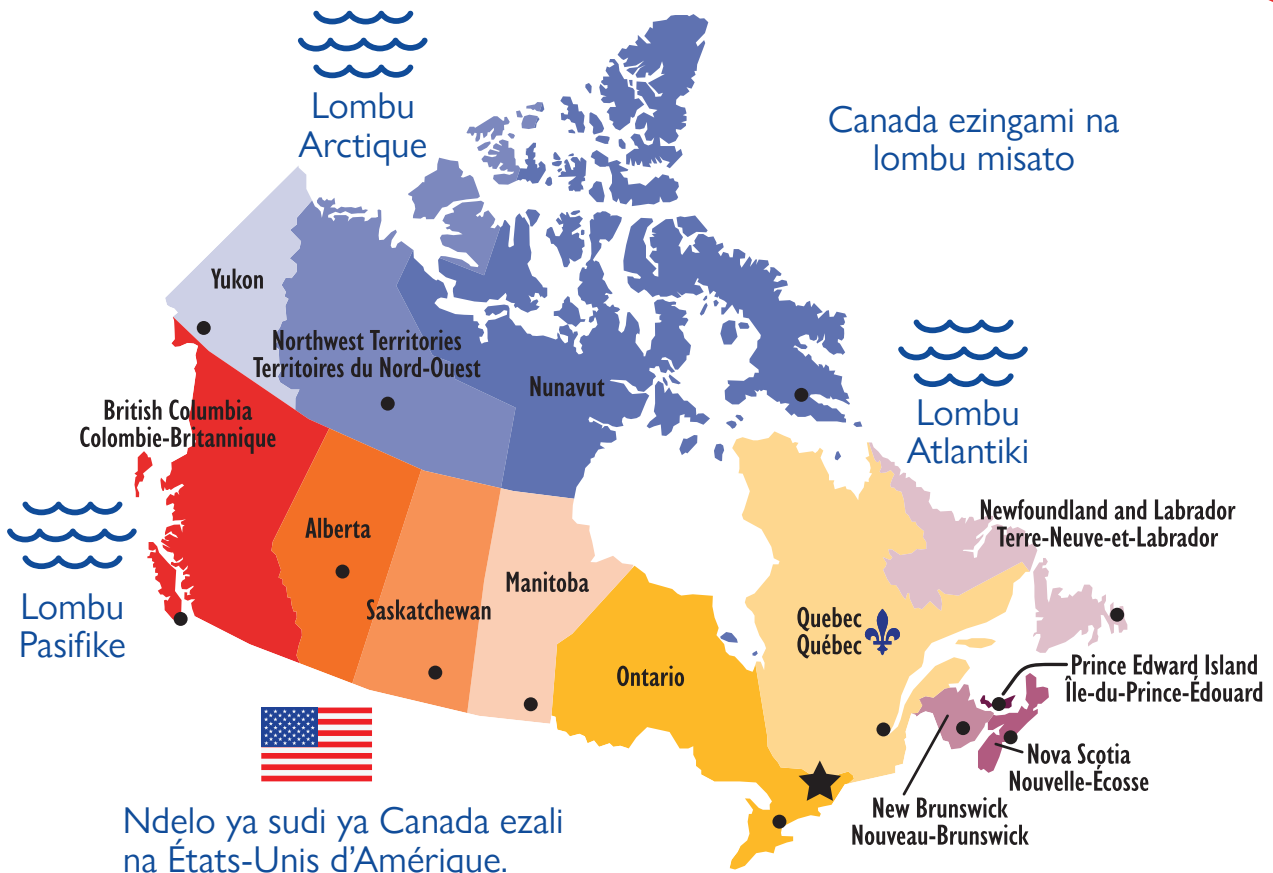 Lombu
Arctique
Canada ezingami na
lombu misato
Yukon
Northwest Territories
Territoires du Nord-Ouest
Nunavut
British Columbia
Colombie-Britannique
Lombu
Atlantiki
Newfoundland and Labrador
Terre-Neuve-et-Labrador
Alberta
Manitoba
Saskatchewan
Lombu
Pasifike
Quebec
Québec
Ontario
Prince Edward Island
Île-du-Prince-Édouard
Nova Scotia
Nouvelle-Écosse
New Brunswick
Nouveau-Brunswick
Ndelo ya sudi ya Canada ezali
na États-Unis d’Amérique.